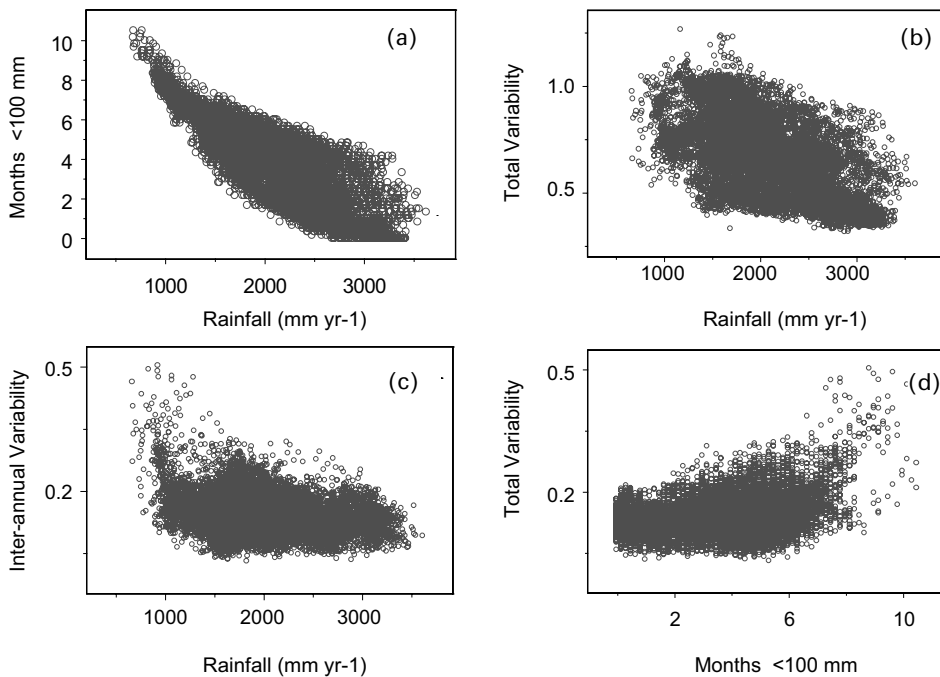 (a)
Months <100 mm
10
8
6
4
2
0
1000 2000 3000
Rainfall (mm yr-1)
(b)
Total Variability
1.0
0.5
1000 2000 3000
Rainfall (mm yr-1)
(c)
Inter-annual Variability
0.5
0.2
1000 2000 3000
Rainfall (mm yr-1)
(d)
Total Variability
0.5
0.2
2 6 10
Months <100 mm